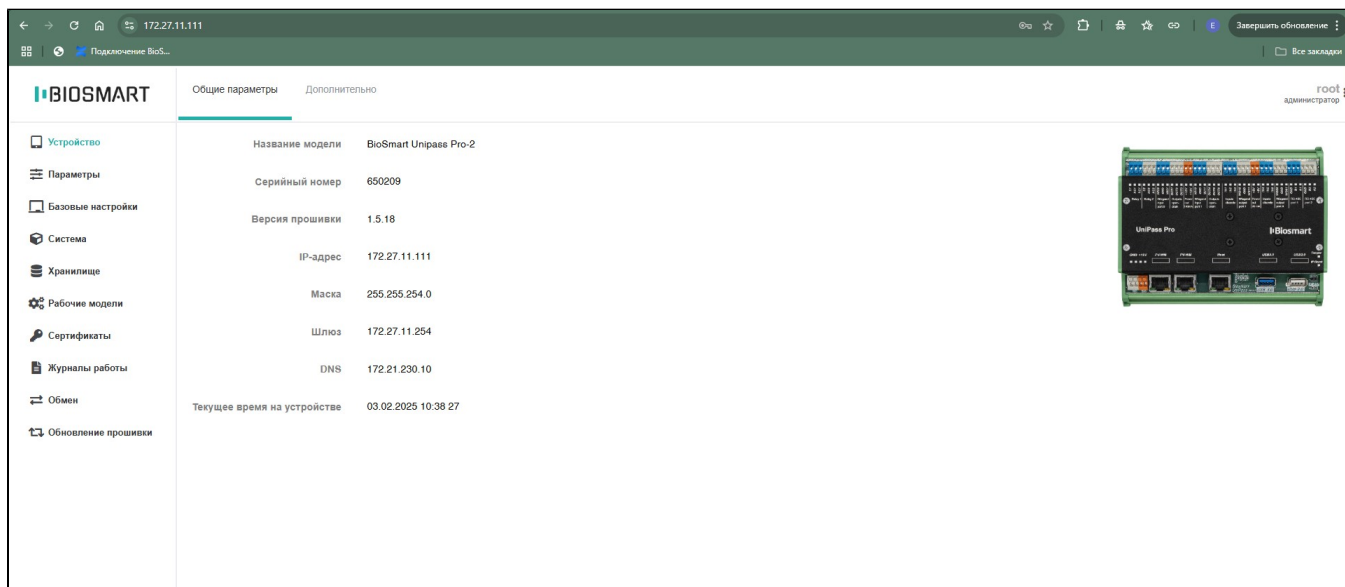 172.27.11.111
E
Завершить обновление
Подключение BioS...
Все закладки
BIOSMART
Общие параметры
Дополнительно
root
администратор
Устройство
Параметры
Базовые настройки
Система
Хранилище
Рабочие модели
Сертификаты
Журналы работы
Обмен
Обновление прошивки
Название модели BioSmart Unipass Pro-2
Серийный номер 650209
Версия прошивки 1.5.18
IP-адрес 172.27.11.111
Маска 255.255.254.0
Шлюз 172.27.11.254
DNS 172.21.230.10
Текущее время на устройстве 03.02.2025 10:38 27
UniPass Pro
Biosmart